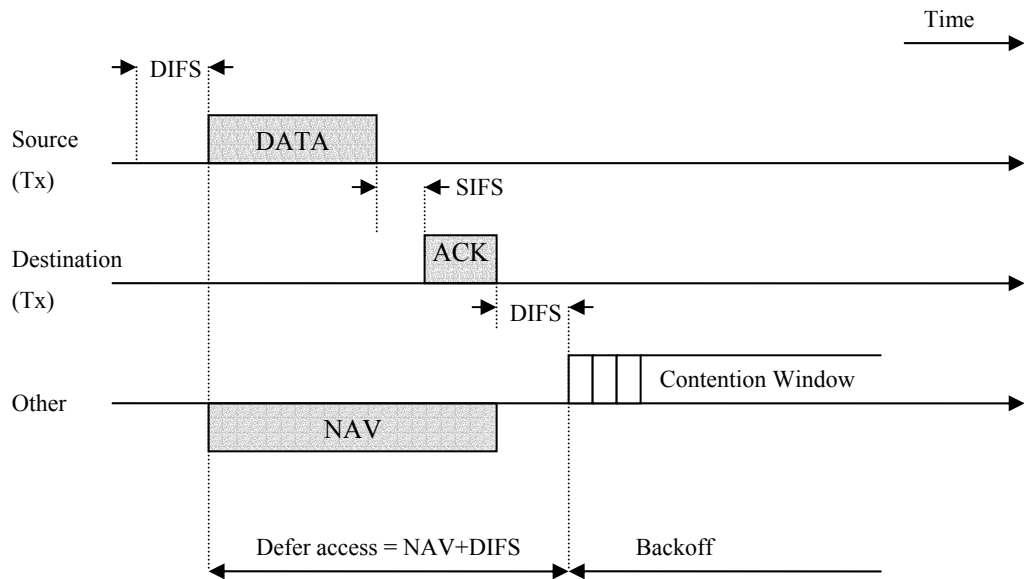 Time
DIFS
Source
(Tx)
DATA
SIFS
Destination
(Tx)
ACK
DIFS
Other
Contention Window
NAV
Defer access = NAV+DIFS
Backoff